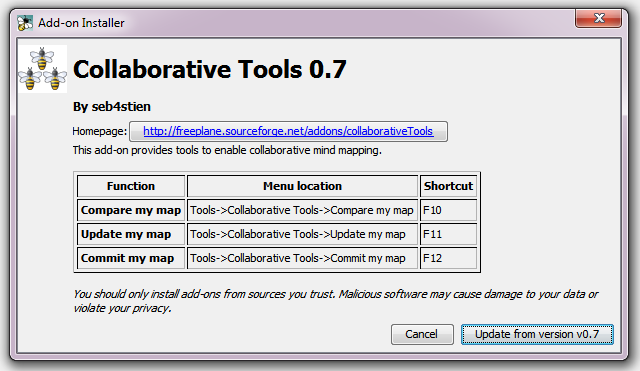 Add-on Installer
Collaborative Tools 0.7
By seb4stien
Homepage: http://freeplane.sourceforge.net/addons/collaborativeTools
This add-on provides tools to enable collaborative mind mapping.
Function Menu location Shortcut
Compare my map Tools->Collaborative Tools->Compare my map F10
Update my map Tools->Collaborative Tools->Update my map F11
Commit my map Tools->Collaborative Tools->Commit my map F12
You should only install add-ons from sources you trust. Malicious software may cause damage to your data or
violate your privacy.
Cancel Update from version v0.7